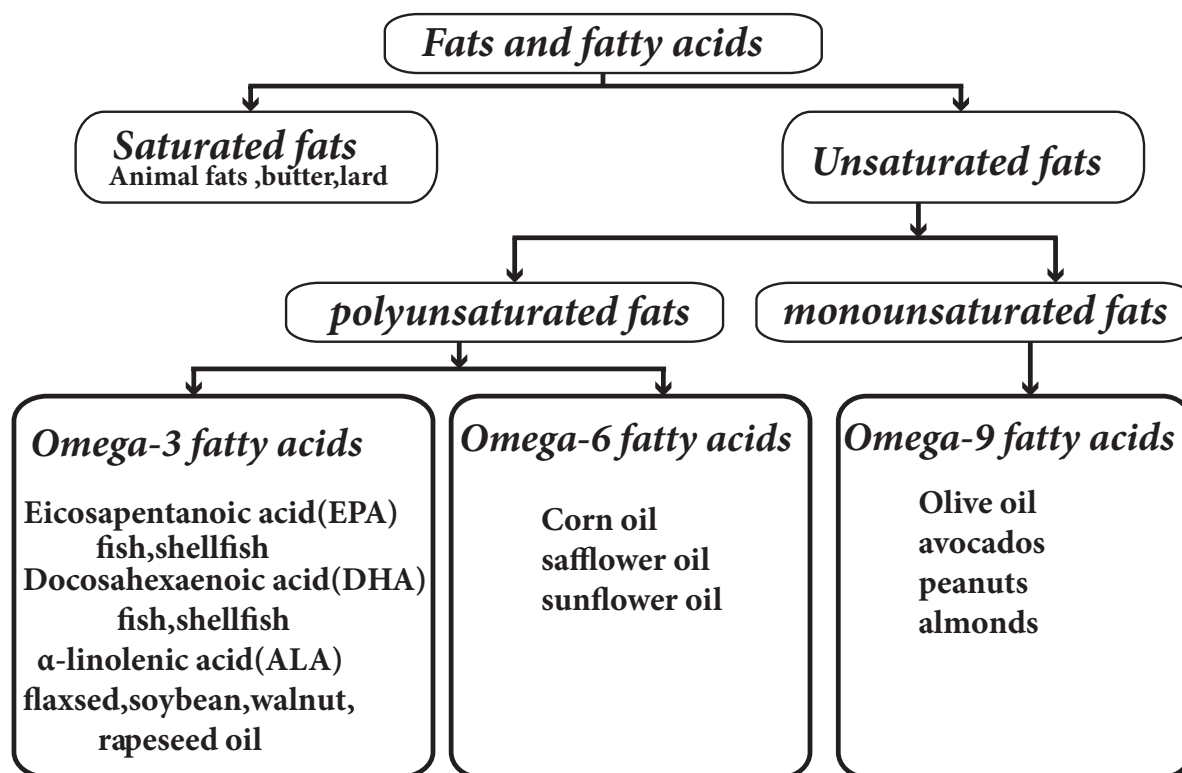 Fats and fatty acids
Saturated fats
Animal fats ,butter,lard
Unsaturated fats
polyunsaturated fats
monounsaturated fats
Omega-3 fatty acids
Eicosapentanoic acid(EPA)
fish,shellfish
Docosahexaenoic acid(DHA)
fish,shellfish
α-linolenic acid(ALA)
flaxsed,soybean,walnut,
rapeseed oil
Omega-6 fatty acids
Corn oil
safflower oil
sunflower oil
Omega-9 fatty acids
Olive oil
avocados
peanuts
almonds